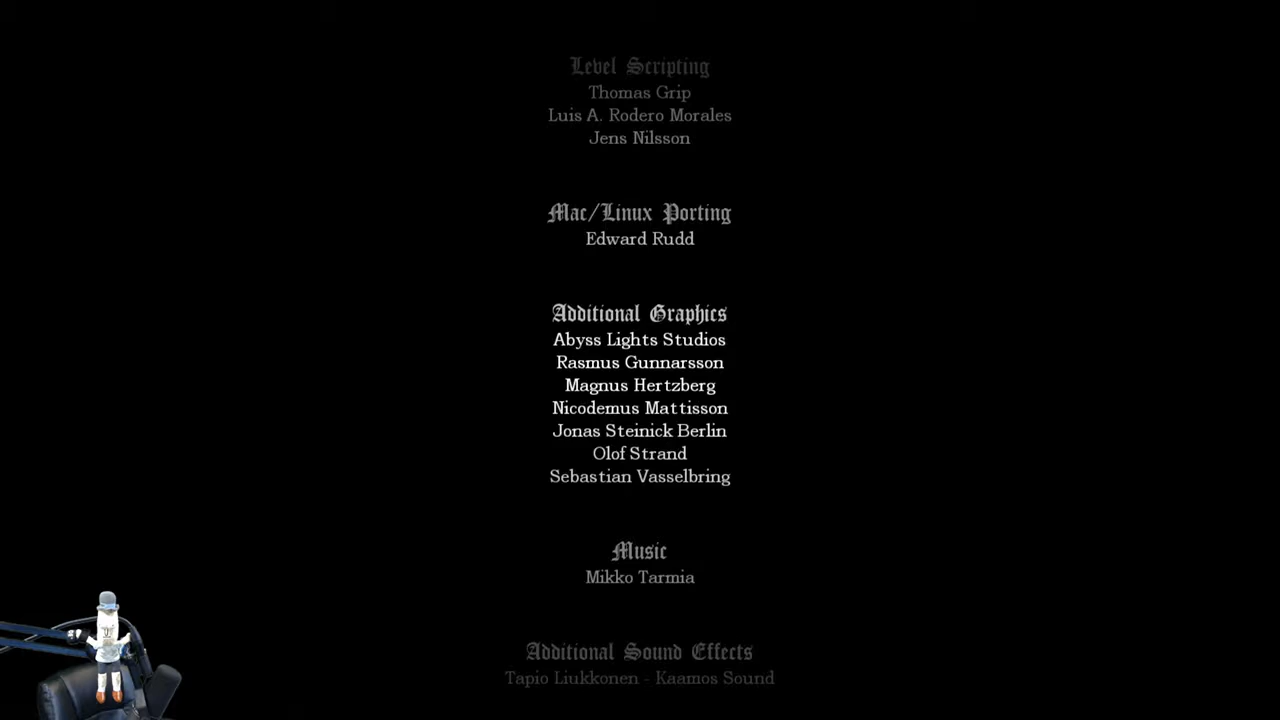 Level Scripting
Thomas Grip
Luis A. Rodero Morales
Jens Nilsson
Mac/Linux Porting
Edward Rudd
Additional Graphics
Abyss Lights Studios
Rasmus Gunnarsson
Magnus Hertzberg
Nicodemus Mattisson
Jonas Steinick Berlin
Olof Strand
Sebastian Vasselbring
Music
Mikko Tarmia
Additional Sound Effects
Tapio Liukkonen - Kaamos Sound